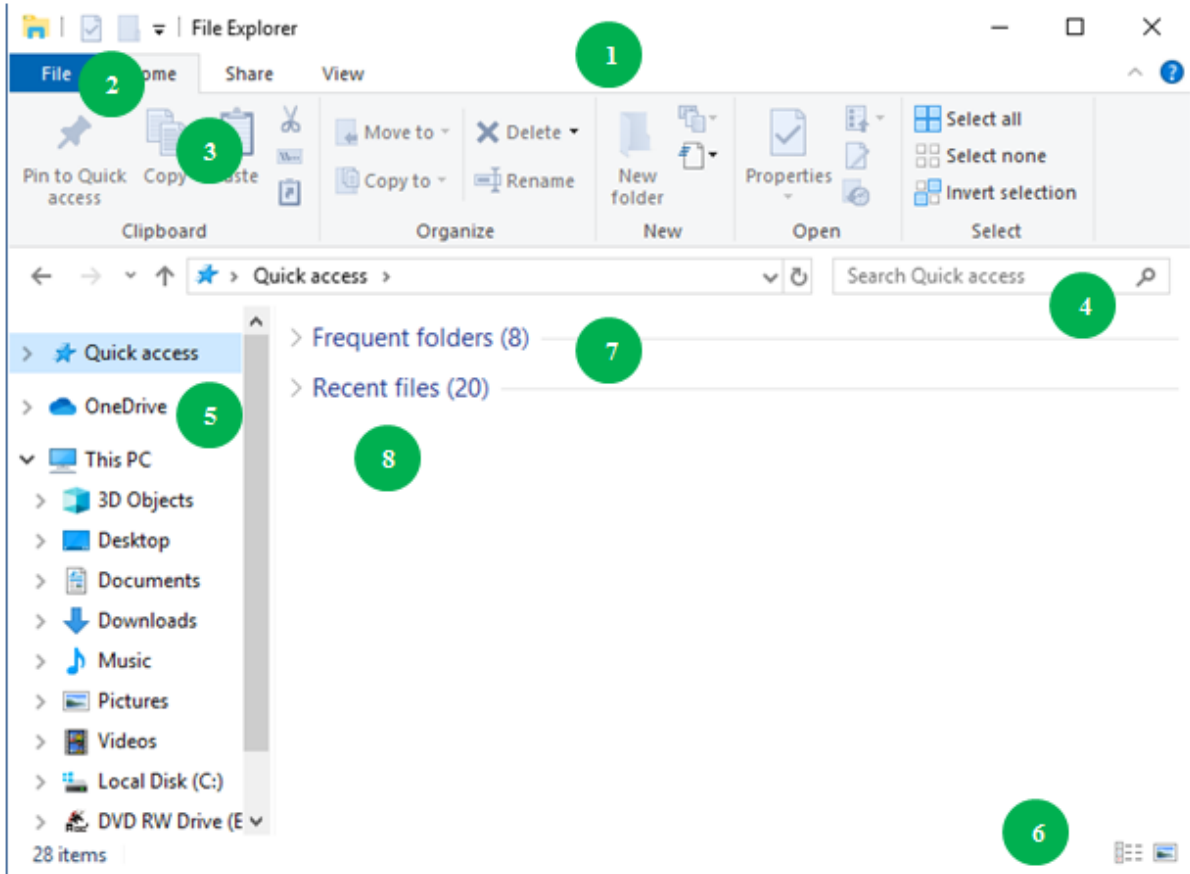 File Explorer
1
File 2 ome Share View
3
Move to Delete Select all
Select none
Pin to Quick access Copy aste Copy to Rename New folder Properties Invert selection
Clipboard Organize New Open Select
Quick access Search Quick access
4
Quick access
Frequent folders (8) 7
Recent files (20)
OneDrive 5
This PC
8
3D Objects
Desktop
Documents
Downloads
Music
Pictures
Videos
Local Disk (C:)
DVD RW Drive (E
6
28 items